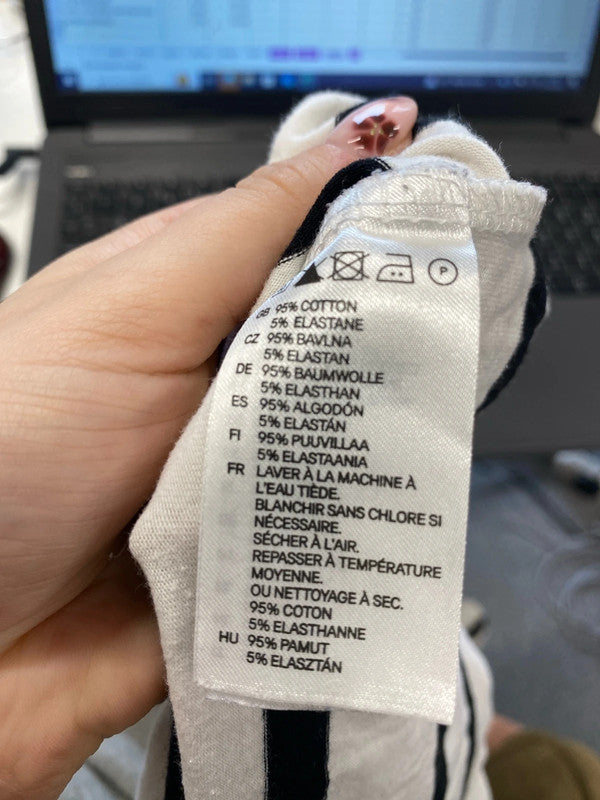 P
GB 95% COTTON
5% ELASTANE
CZ 95% BAVLNA
5% ELASTAN
DE 95% BAUMWOLLE
5% ELASTHAN
ES 95% ALGODÓN
5% ELASTÁN
FI 95% PUUVILLAA
5% ELASTAANIA
FR LAVER À LA MACHINE À
L'EAU TIÈDE.
BLANCHIR SANS CHLORE SI
NÉCESSAIRE.
SÉCHER À L'AIR.
REPASSER À TEMPÉRATURE
MOYENNE.
OU NETTOYAGE À SEC.
95% COTON
5% ELASTHANNE
HU 95% PAMUT
5% ELASZTÁN